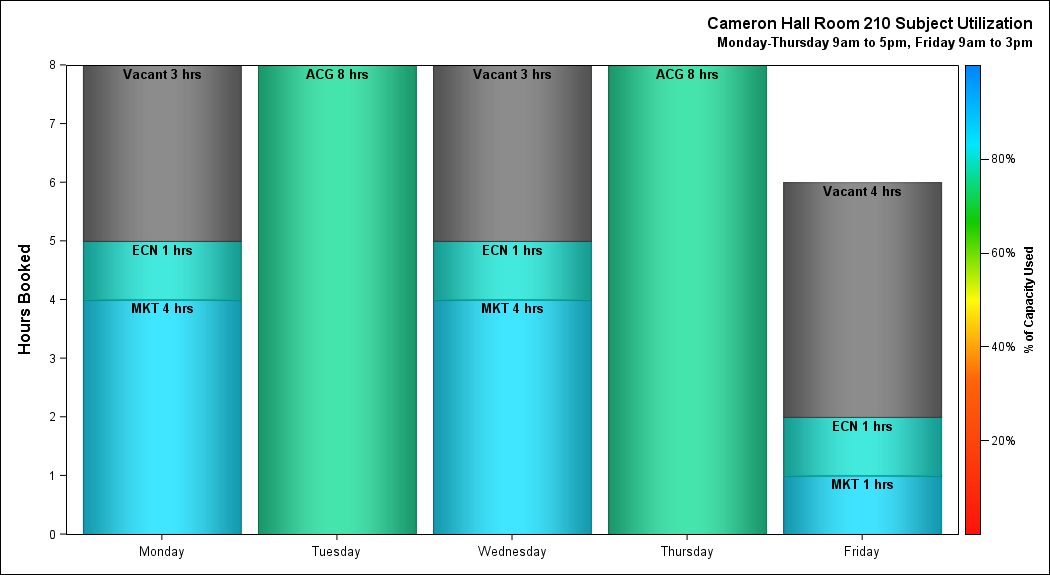 Cameron Hall Room 210 Subject Utilization
Monday-Thursday 9am to 5pm, Friday 9am to 3pm
Hours Booked
8
7
6
5
4
3
2
1
0
Vacant 3 hrs
ECN 1 hrs
MKT 4 hrs
ACG 8 hrs
Vacant 3 hrs
ECN 1 hrs
MKT 4 hrs
ACG 8 hrs
Vacant 4 hrs
ECN 1 hrs
MKT 1 hrs
Monday
Tuesday
Wednesday
Thursday
Friday
80%
60%
40%
20%
% of Capacity Used